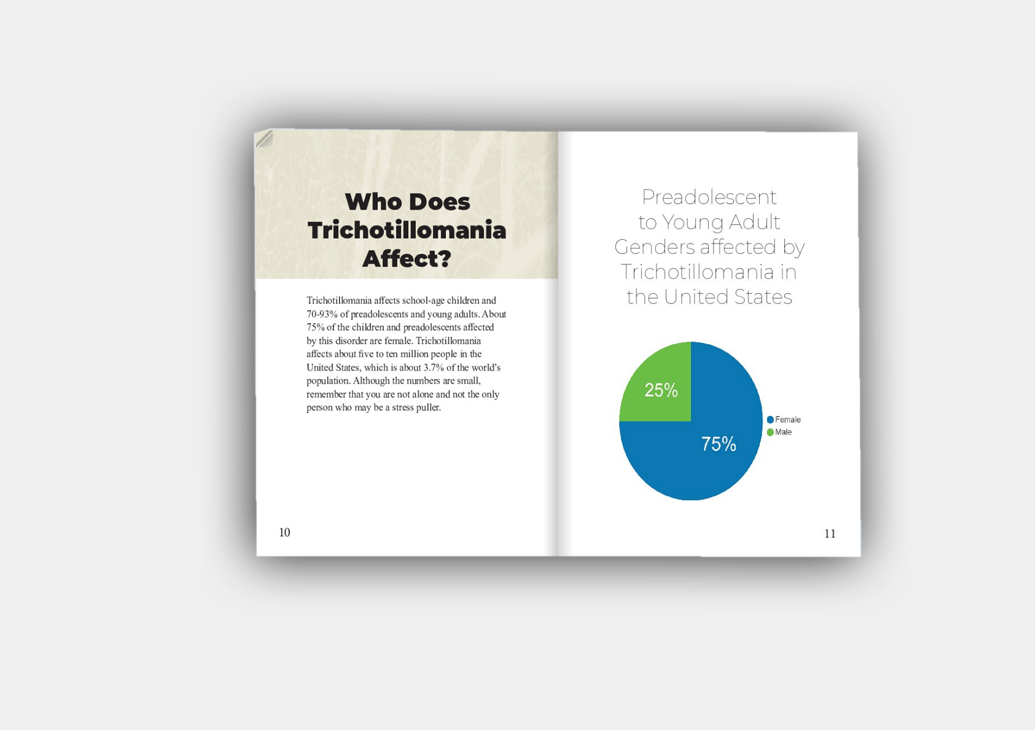 Who Does
Trichotillomania
Affect?
Trichotillomania affects school-age children and
70-93% of preadolescents and young adults. About
75% of the children and preadolescents affected
by this disorder are female. Trichotillomania
affects about five to ten million people in the
United States, which is about 3.7% of the world's
population. Although the numbers are small,
remember that you are not alone and not the only
person who may be a stress puller.
10
Preadolescent
to Young Adult
Genders affected by
Trichotillomania in
the United States
25%
75%
Female
Male
11